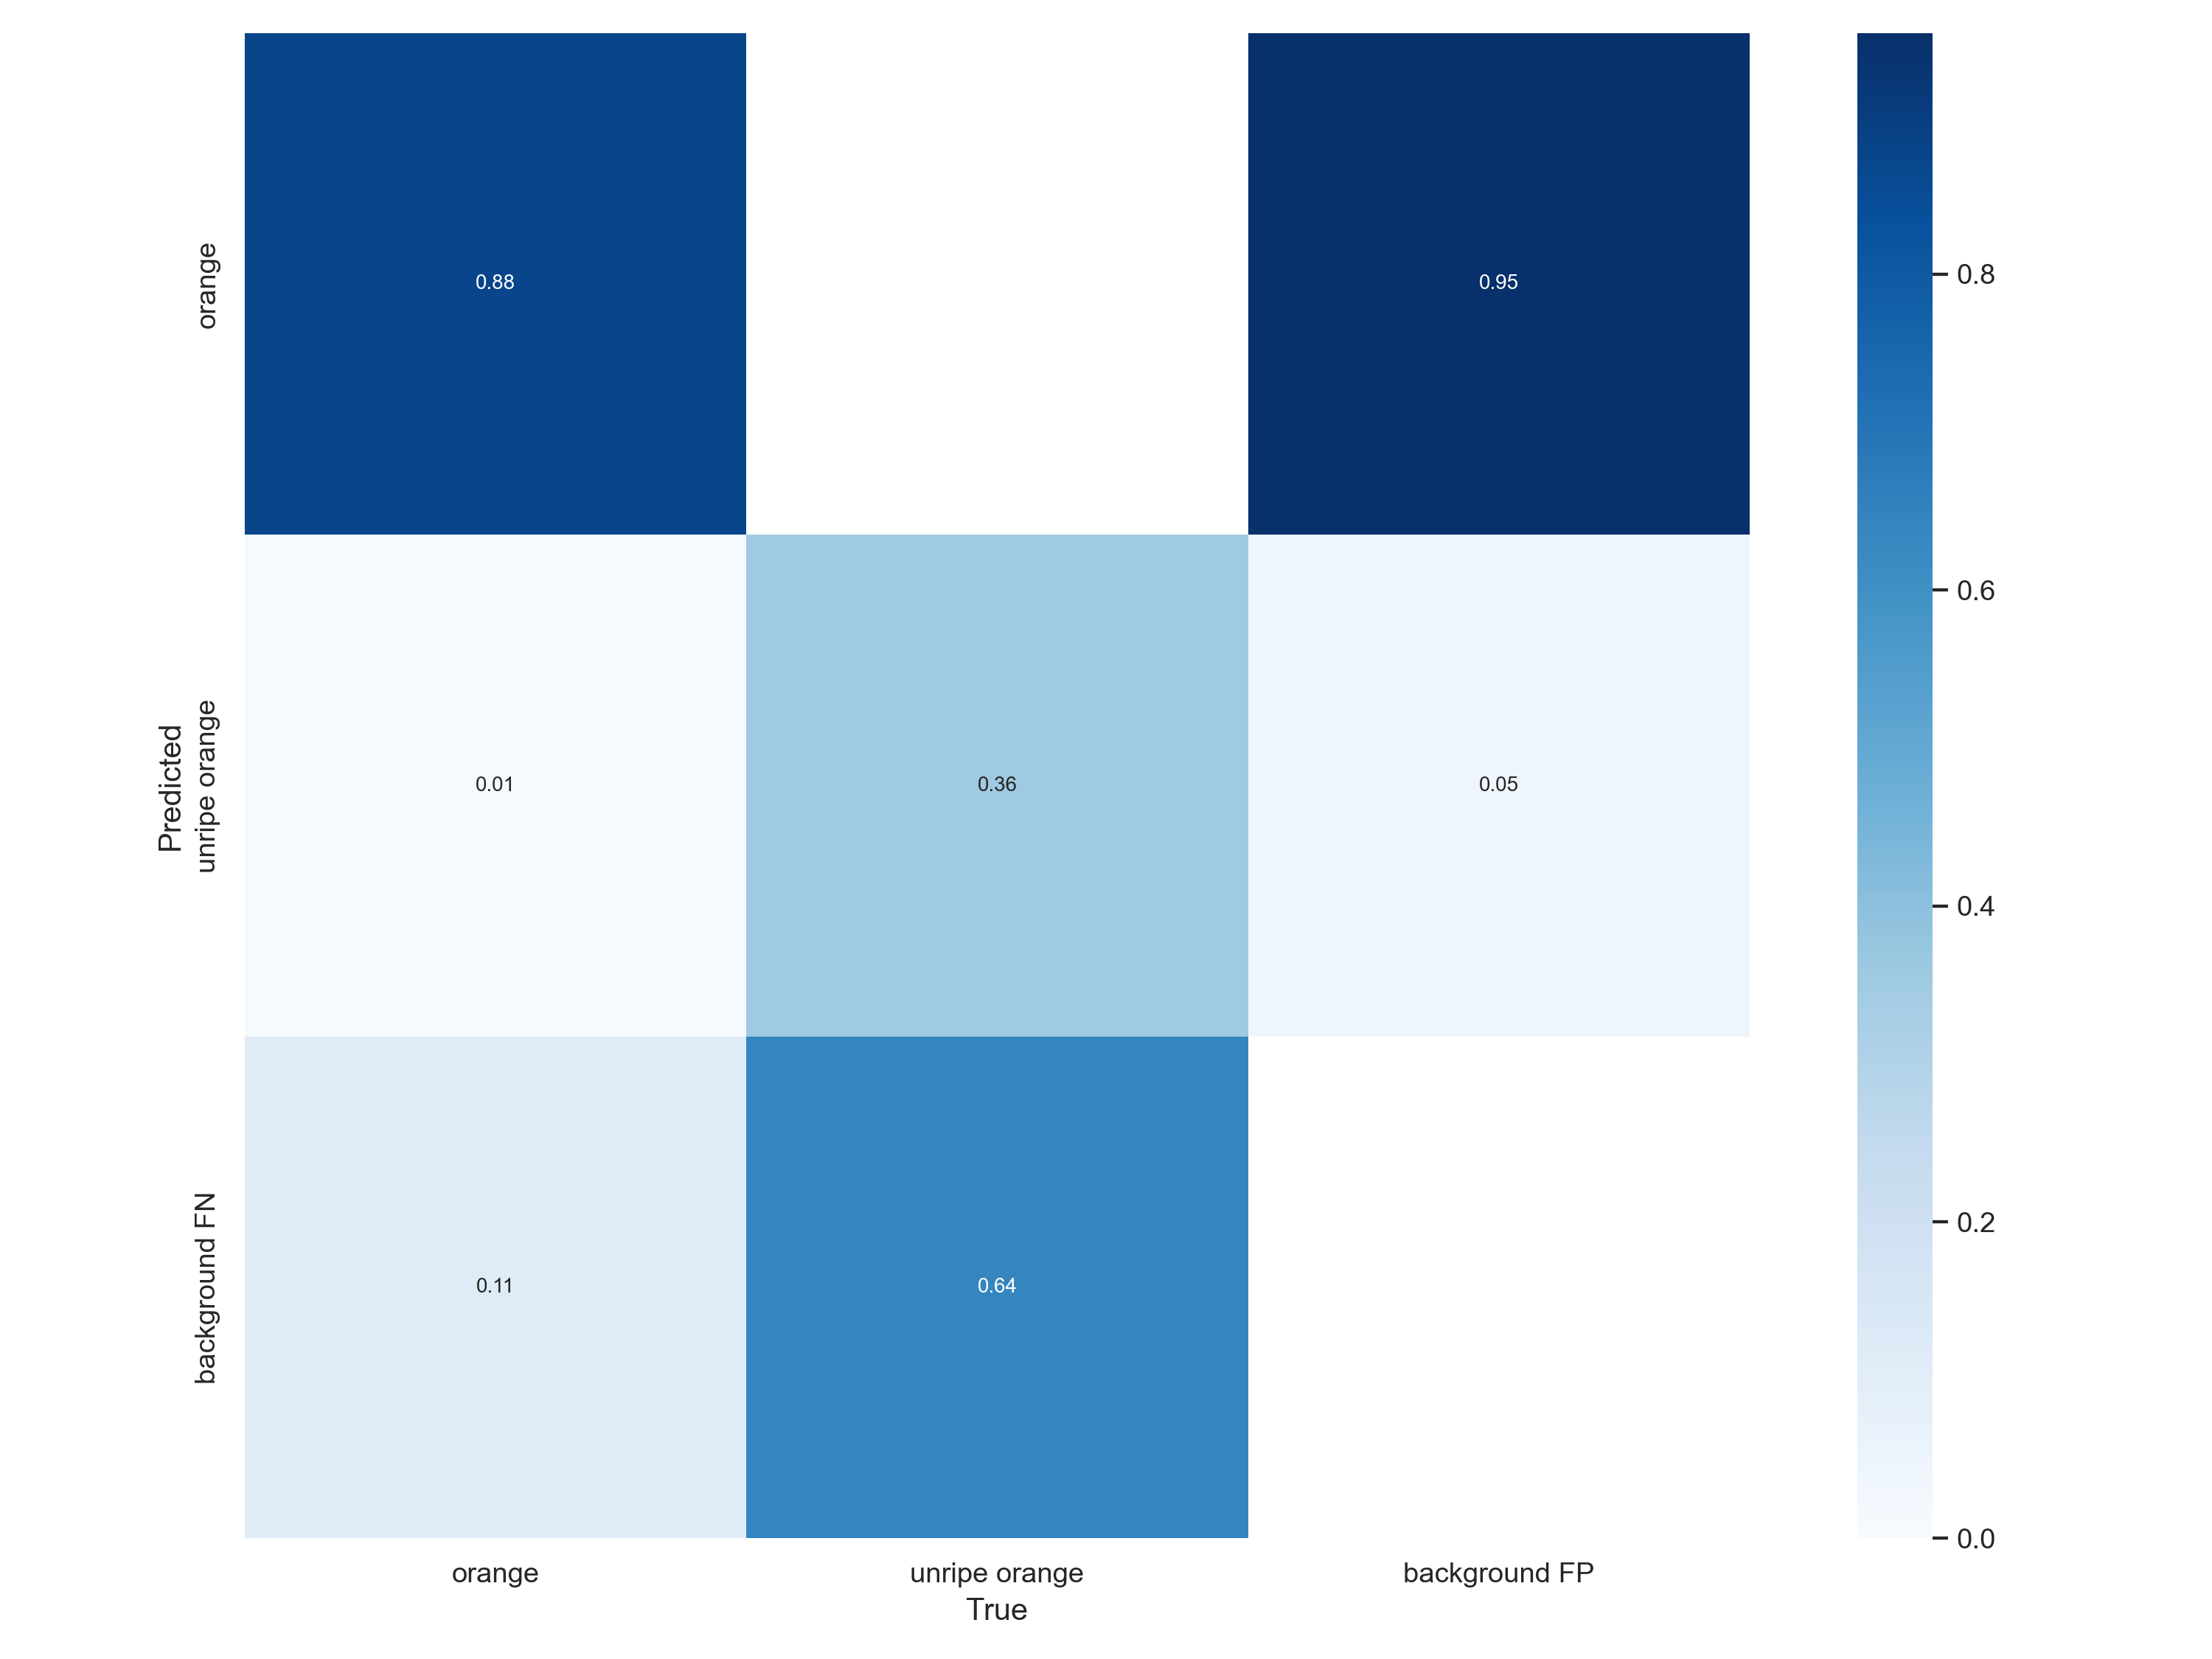 orange
0.88
0.95
0.8
0.6
Predicted
unripe orange
0.01
0.36
0.05
0.4
background FN
0.11
0.64
0.2
0.0
orange
unripe orange
background FP
True